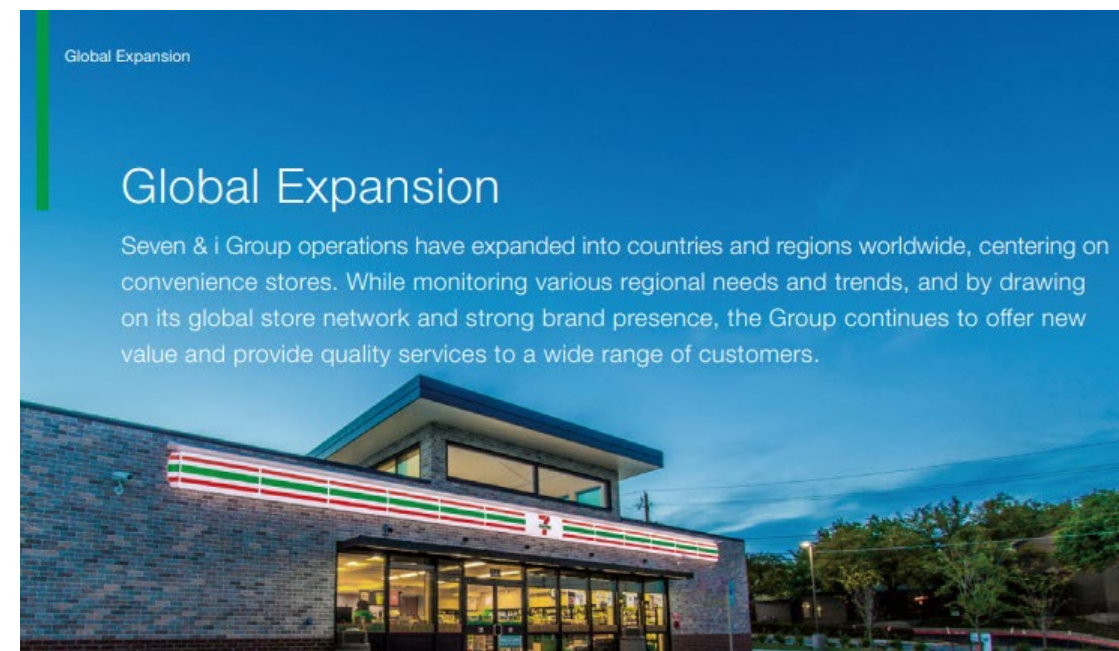 Global Expansion
Global Expansion
Seven & i Group operations have expanded into countries and regions worldwide, centering on
convenience stores. While monitoring various regional needs and trends, and by drawing
on its global store network and strong brand presence, the Group continues to offer new
value and provide quality services to a wide range of customers.
7